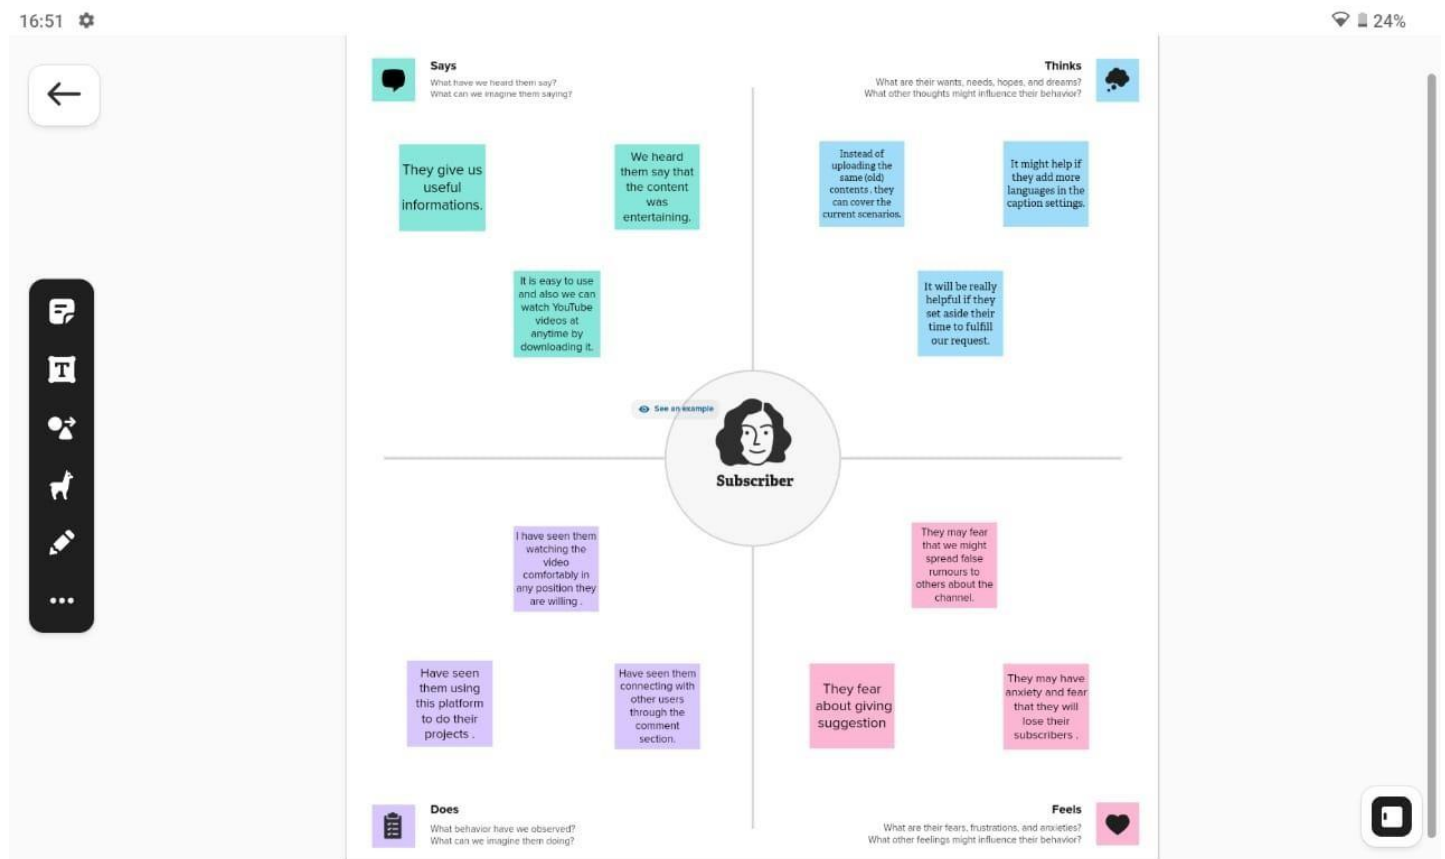 16:51
24%
Says
What have we heard them say?
What can we imagine them saying?
Thinks
What are their wants, needs, hopes, and dreams?
What other thoughts might influence their behavior?
They give us
useful
informations.
We heard
them say that
the content
was
entertaining.
It is easy to use
and also we can
watch YouTube
videos at
anytime by
downloading it.
Instead of
uploading the
same (old)
contents , they
can cover the
current scenarios.
It might help if
they add more
languages in the
caption settings.
It will be really
helpful if they
set aside their
time to fulfill
our request.
See an example
Subscriber
I have seen them
watching the
video
comfortably in
any position they
are willing .
Have seen
them using
this platform
to do their
projects .
Have seen them
connecting with
other users
through the
comment
section.
They may fear
that we might
spread false
rumours to
others about the
channel.
They fear
about giving
suggestion
They may have
anxiety and fear
that they will
lose their
subscribers .
Does
What behavior have we observed?
What can we imagine them doing?
Feels
What are their fears, frustrations, and anxieties?
What other feelings might influence their behavior?
T